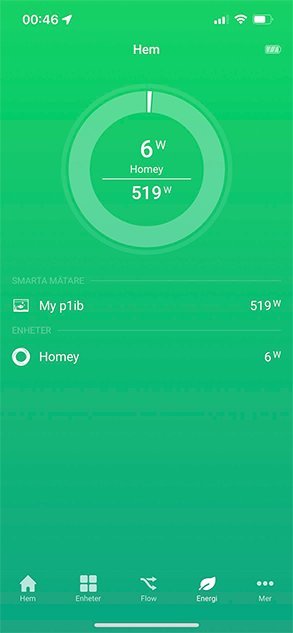 00:46
Hem
6 W
Homey
519 W
SMARTA MÄTARE
My p1ib 519 W
ENHETER
Homey 6 W
Hem Enheter Flow Energi Mer